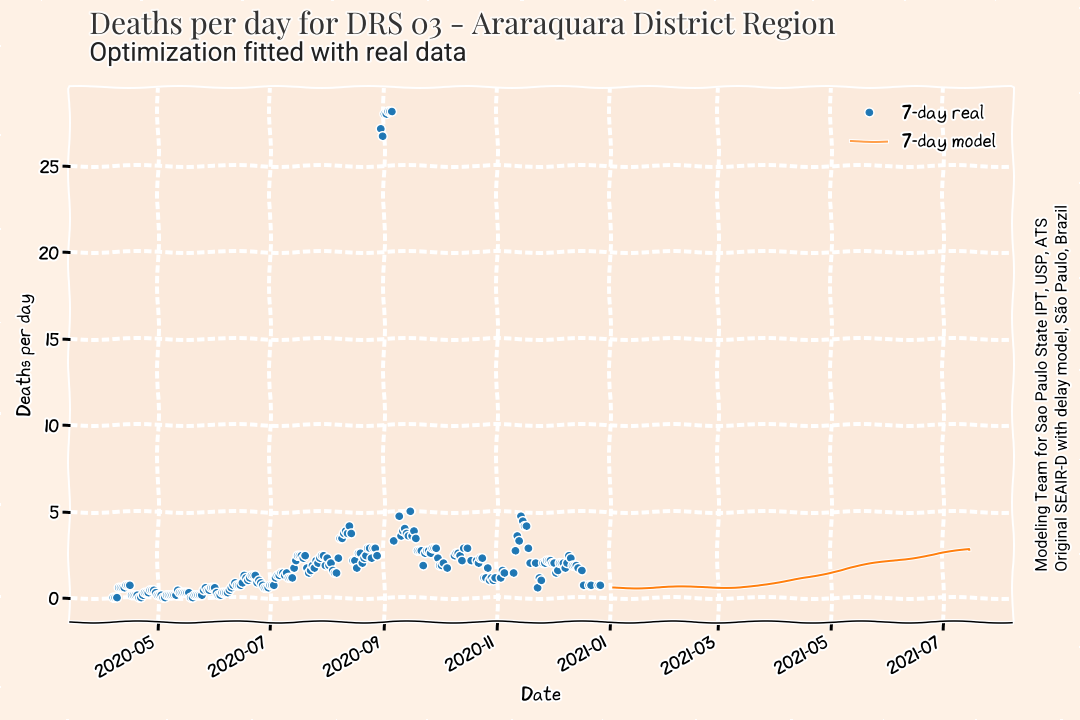 Deaths per day for DRS 03 - Araraquara District Region
Optimization fitted with real data
7-day real
7-day model
Deaths per day
25
20
15
10
5
0
2020-05
2020-07
2020-09
2020-11
2021-01
2021-03
2021-05
2021-07
Date
Modeling Team for Sao Paulo State IPT, USP, ATS
Original SEAIR-D with delay model, São Paulo, Brazil